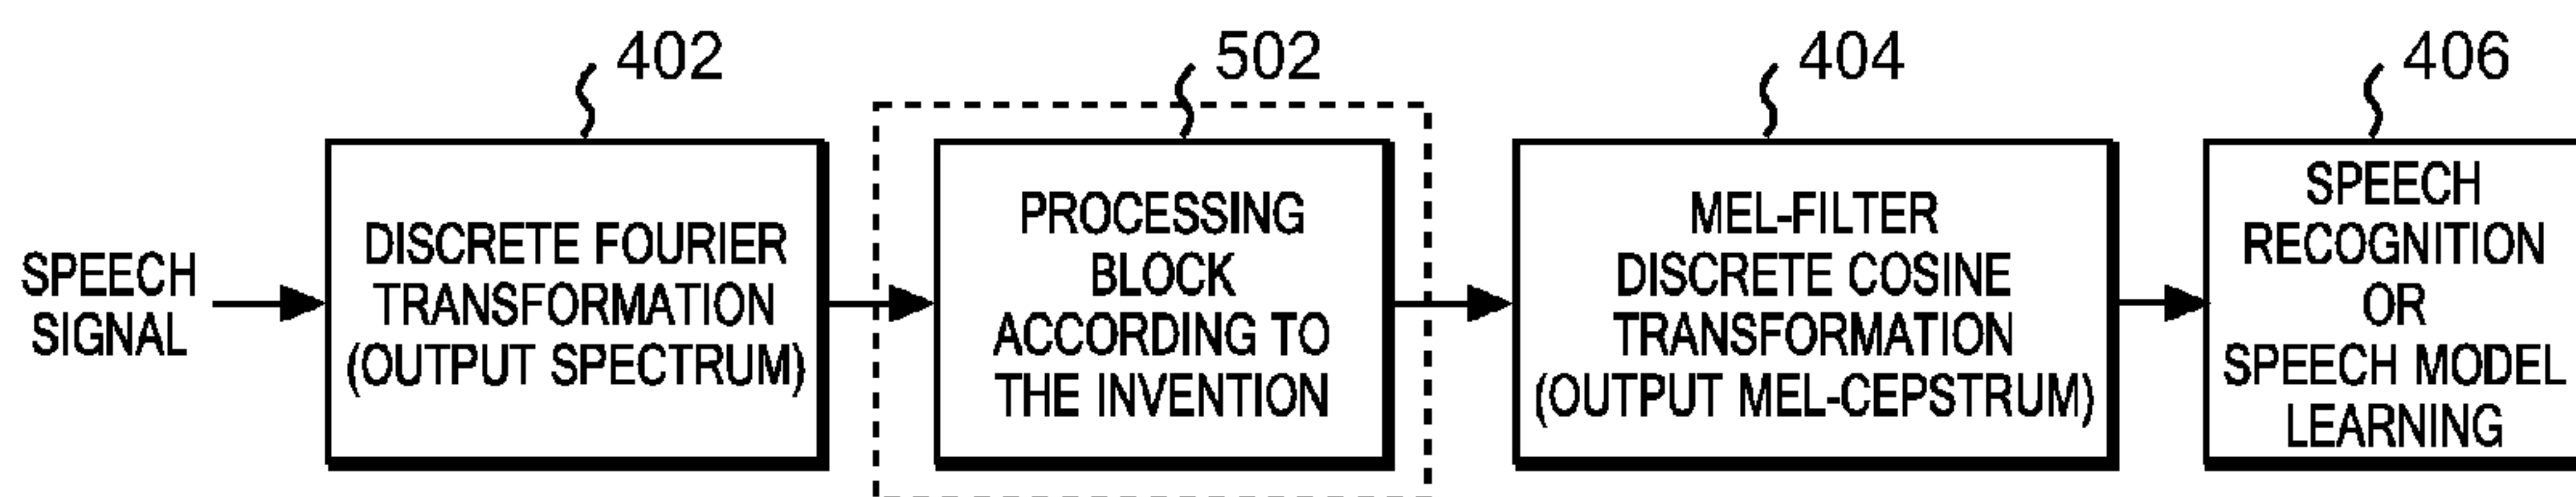 402
502
404
406
SPEECH
SIGNAL
DISCRETE FOURIER
TRANSFORMATION
(OUTPUT SPECTRUM)
PROCESSING
BLOCK
ACCORDING TO
THE INVENTION
MEL-FILTER
DISCRETE COSINE
TRANSFORMATION
(OUTPUT MEL-CEPSTRUM)
SPEECH
RECOGNITION
OR
SPEECH MODEL
LEARNING